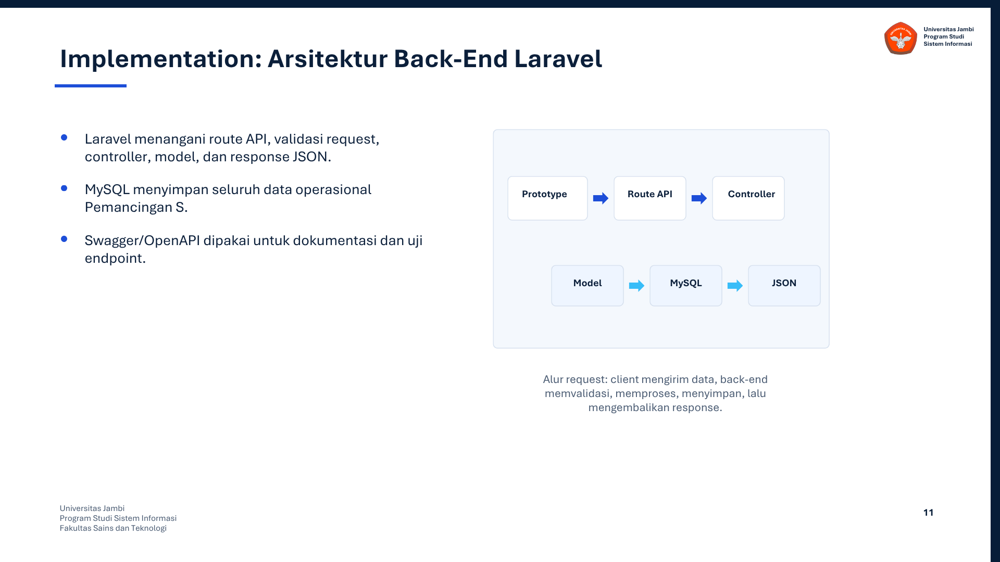 Universitas Jambi
Program Studi
Sistem Informasi
Implementation: Arsitektur Back-End Laravel
Laravel menangani route API, validasi request,
controller, model, dan response JSON.
MySQL menyimpan seluruh data operasional
Pemancingan S.
Swagger/OpenAPI dipakai untuk dokumentasi dan uji
endpoint.
Prototype
Route API
Controller
Model
MySQL
JSON
Alur request: client mengirim data, back-end
memvalidasi, memproses, menyimpan, lalu
mengembalikan response.
Universitas Jambi
Program Studi Sistem Informasi
Fakultas Sains dan Teknologi
11